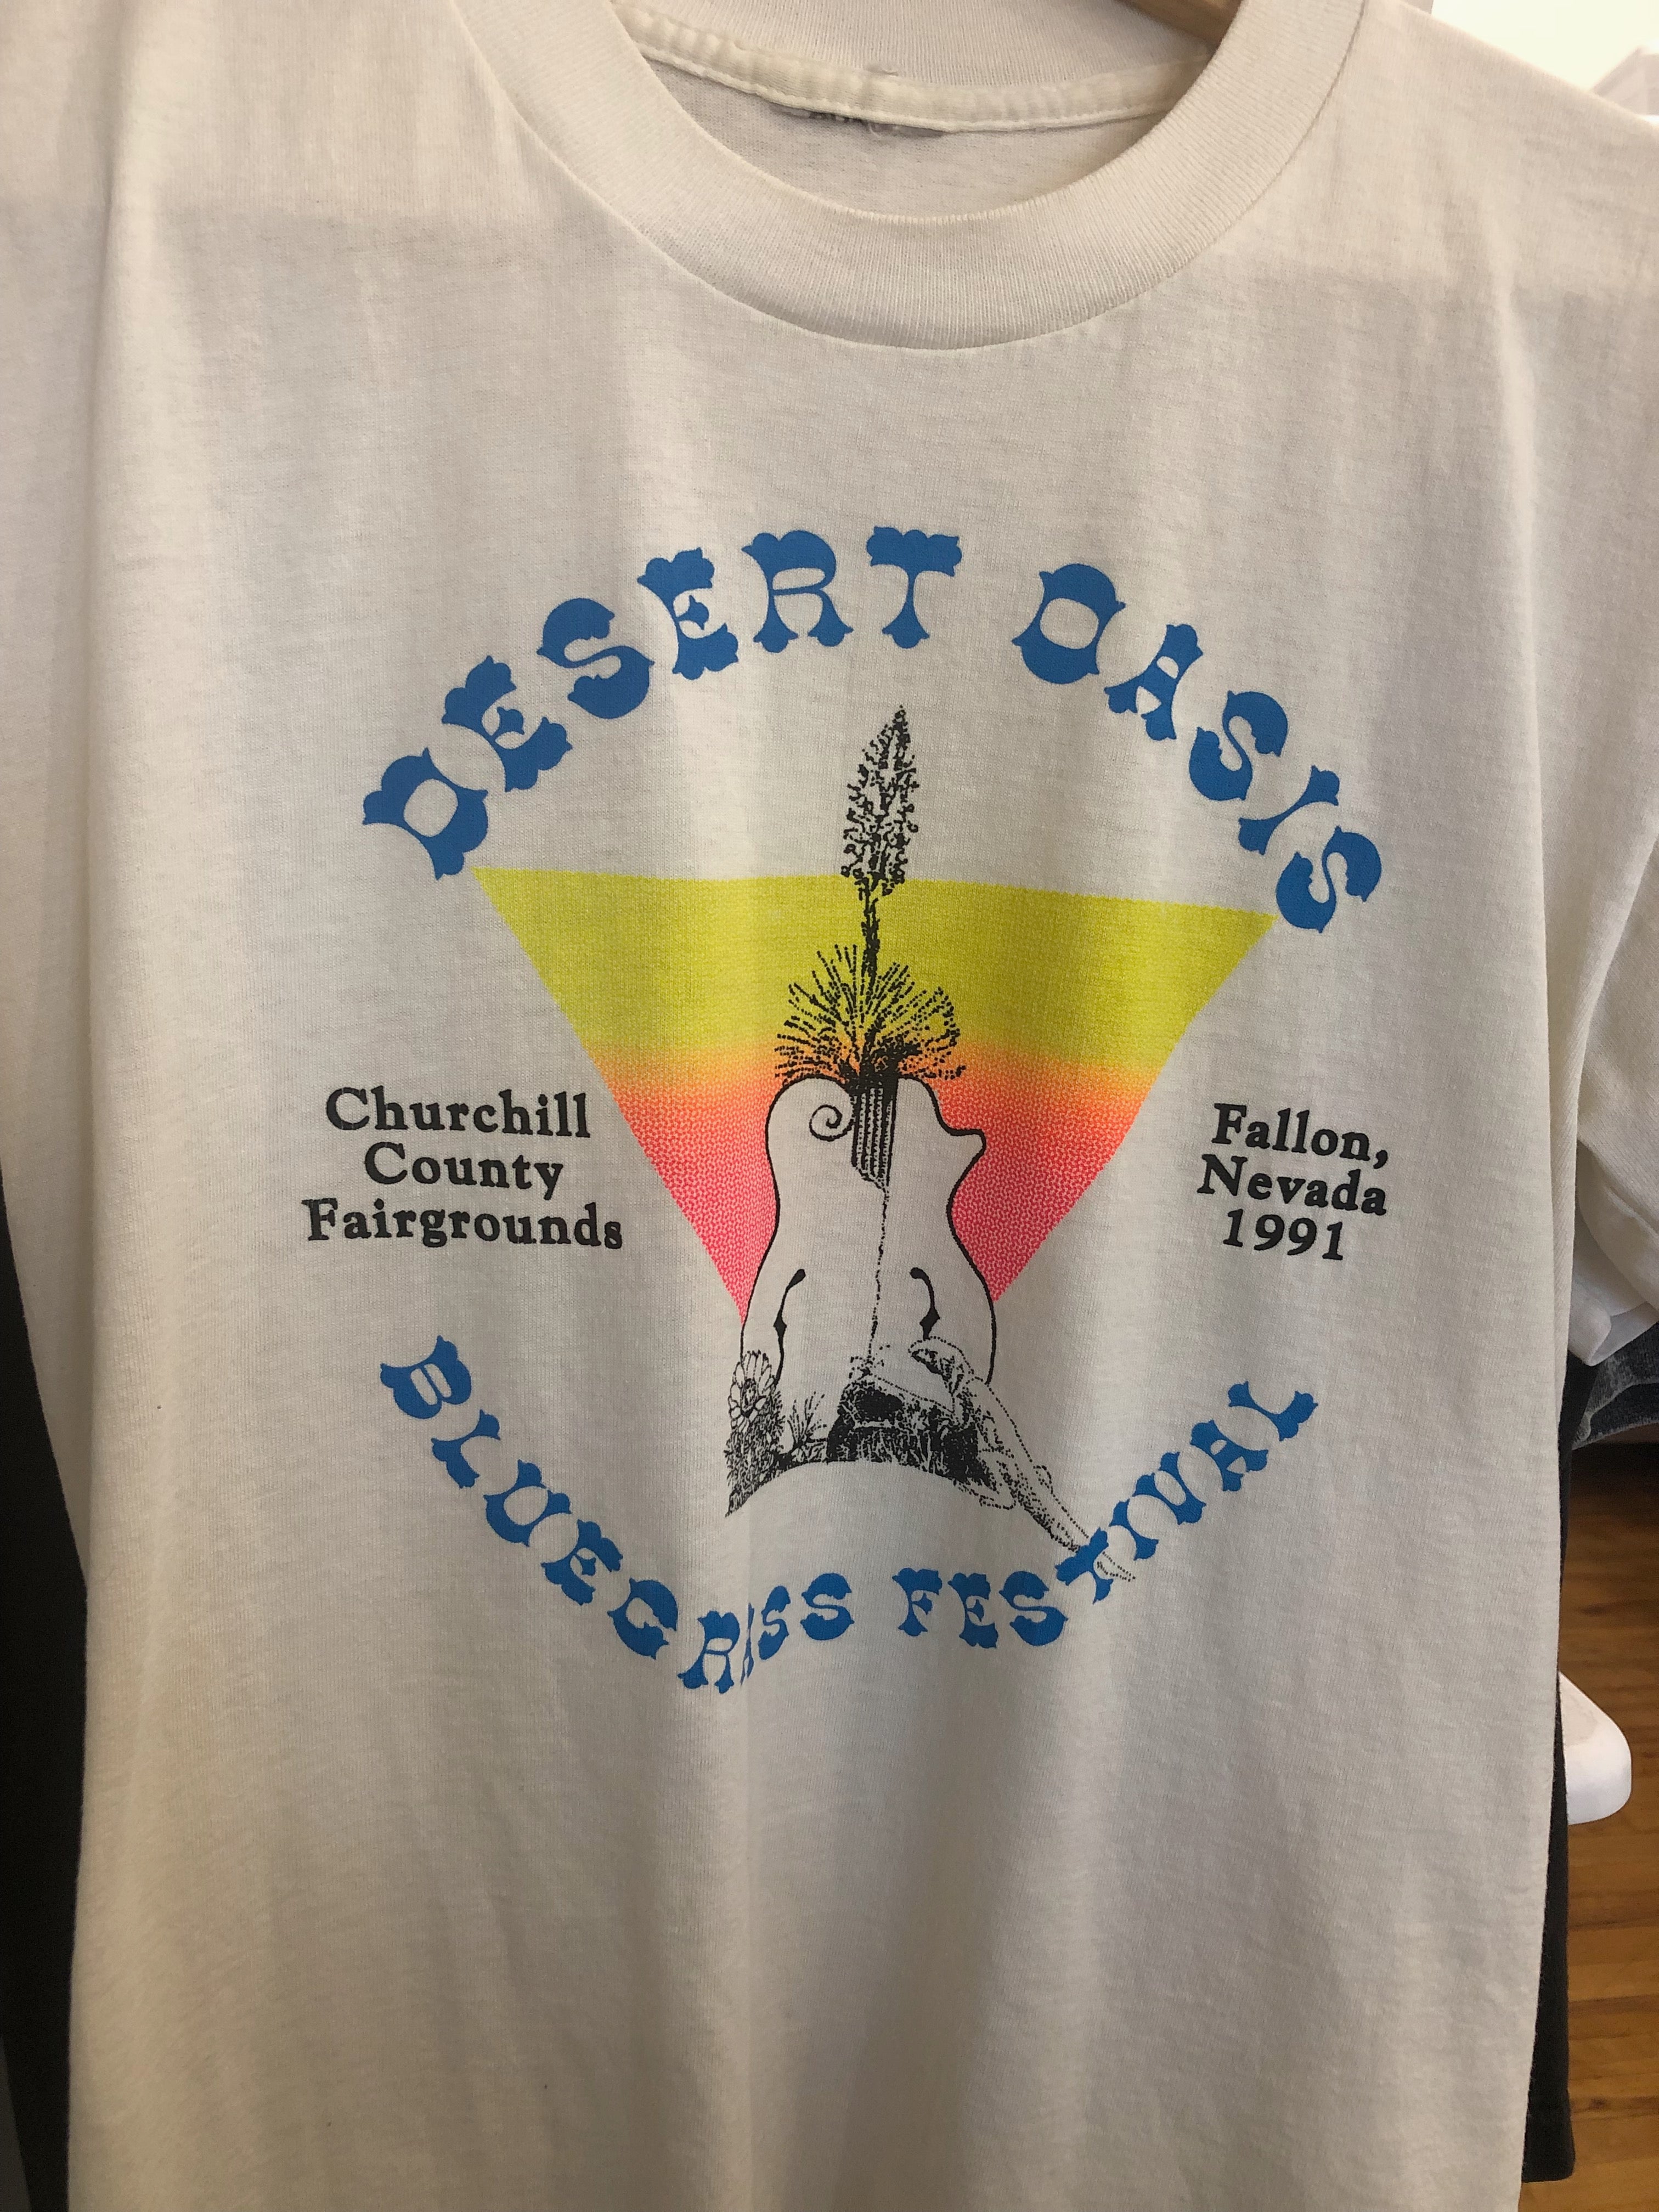 DESERT OASIS
Churchill
County
Fairgrounds
Fallon,
Nevada
1991
BLUEGRASS FESTIVAL